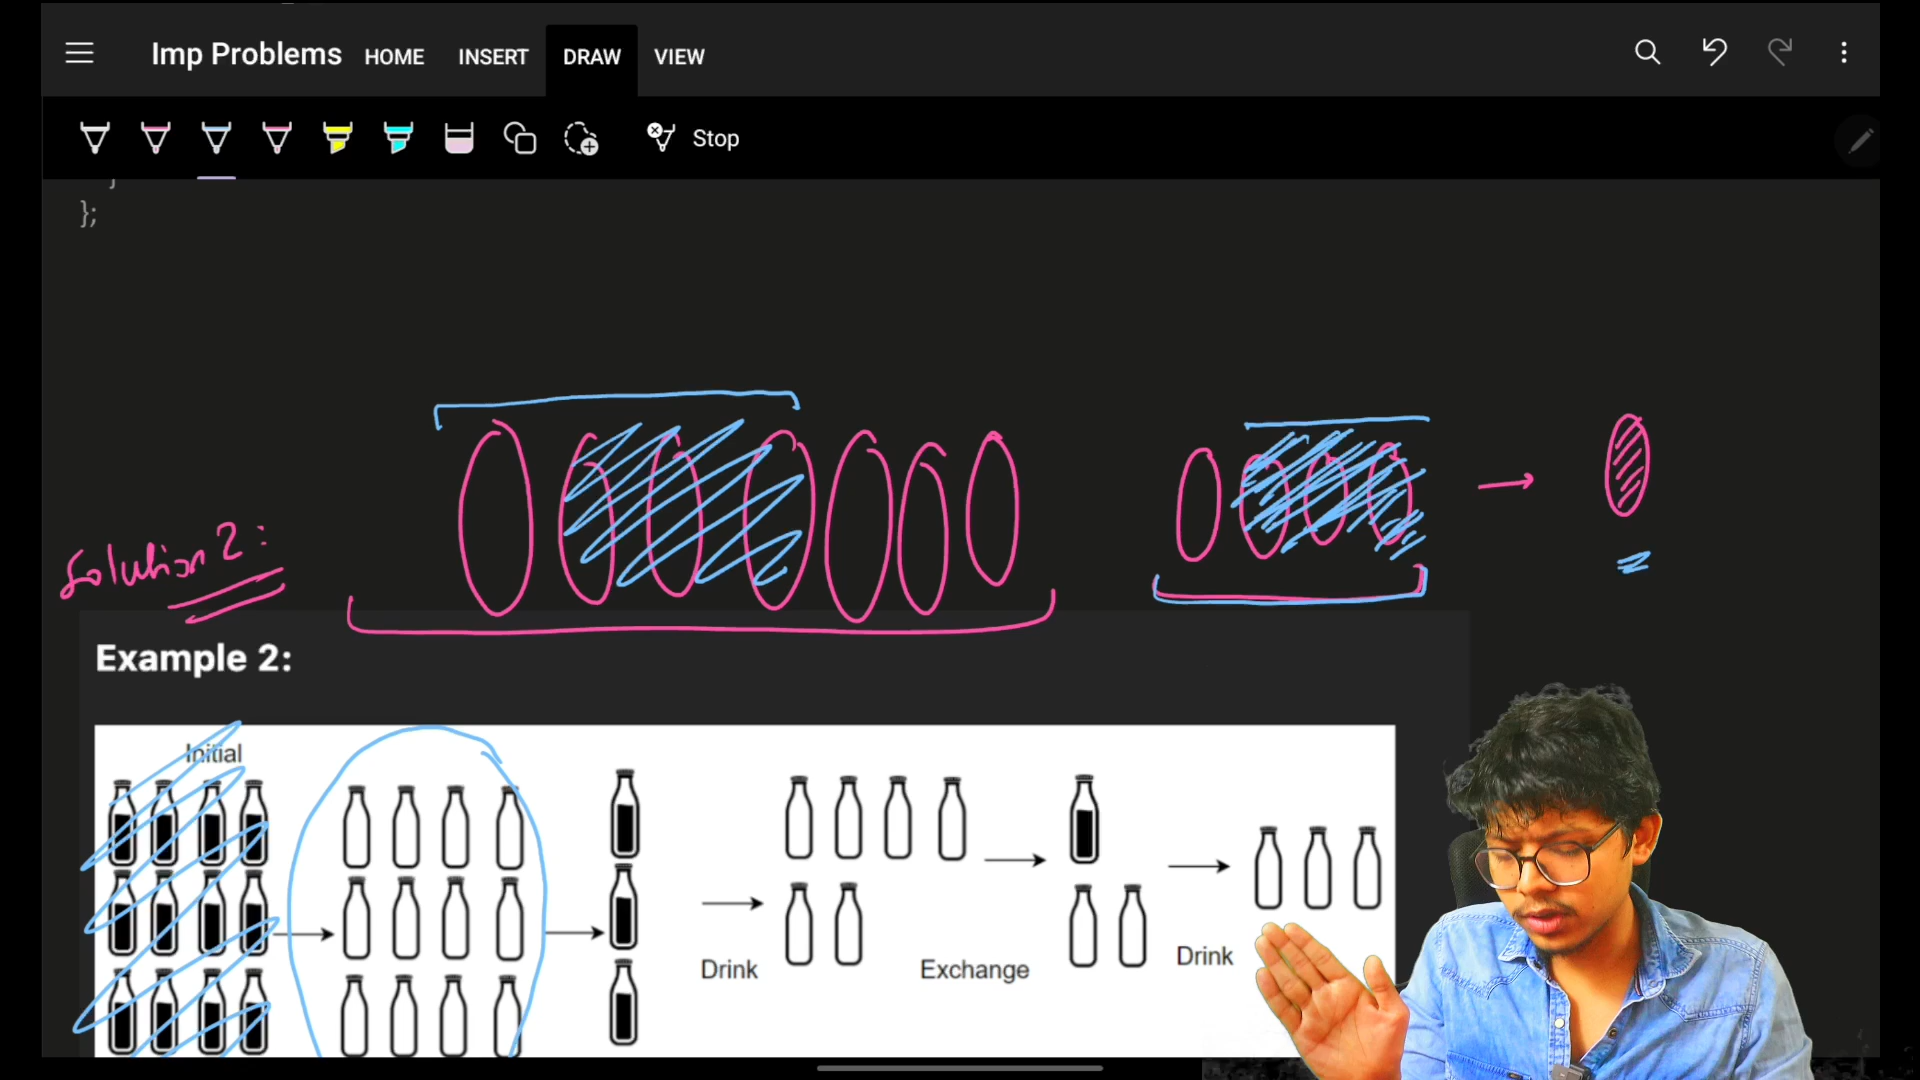 Imp Problems HOME INSERT DRAW VIEW
Stop
};
Solution 2:
Example 2:
Initial
Drink
Exchange
Drink